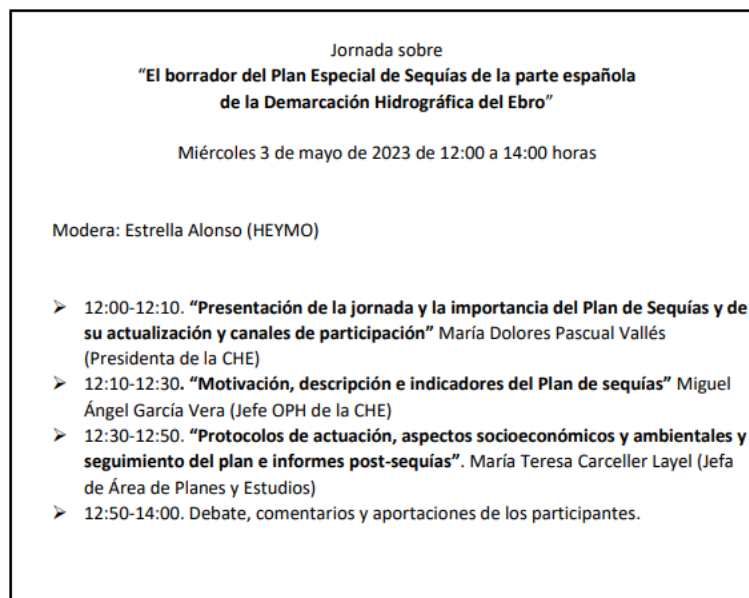 Jornada sobre
“El borrador del Plan Especial de Sequías de la parte española
de la Demarcación Hidrográfica del Ebro”
Miércoles 3 de mayo de 2023 de 12:00 a 14:00 horas
Modera: Estrella Alonso (HEYMO)
➢ 12:00-12:10. “Presentación de la jornada y la importancia del Plan de Sequías y de
su actualización y canales de participación” María Dolores Pascual Vallés
(Presidenta de la CHE)
➢ 12:10-12:30. “Motivación, descripción e indicadores del Plan de sequías” Miguel
Ángel García Vera (Jefe OPH de la CHE)
➢ 12:30-12:50. “Protocolos de actuación, aspectos socioeconómicos y ambientales y
seguimiento del plan e informes post-sequías”. María Teresa Carceller Layel (Jefa
de Área de Planes y Estudios)
➢ 12:50-14:00. Debate, comentarios y aportaciones de los participantes.